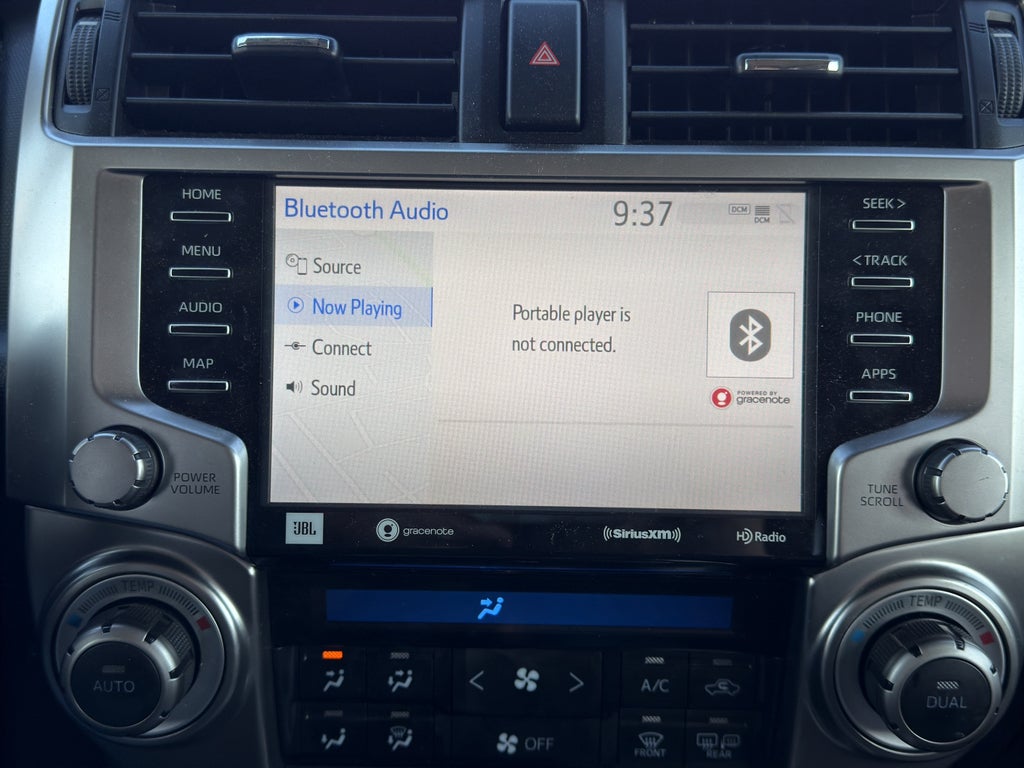 HOME
MENU
AUDIO
MAP
POWER
VOLUME
Bluetooth Audio
9:37
DCM
DCM
Source
Now Playing
Connect
Sound
Portable player is
not connected.
POWERED BY
gracenote
SEEK >
< TRACK
PHONE
APPS
TUNE
SCROLL
JBL
gracenote
((SiriusXM))
HD Radio
TEMP
AUTO
< >
A/C
OFF
FRONT
REAR
TEMP
DUAL